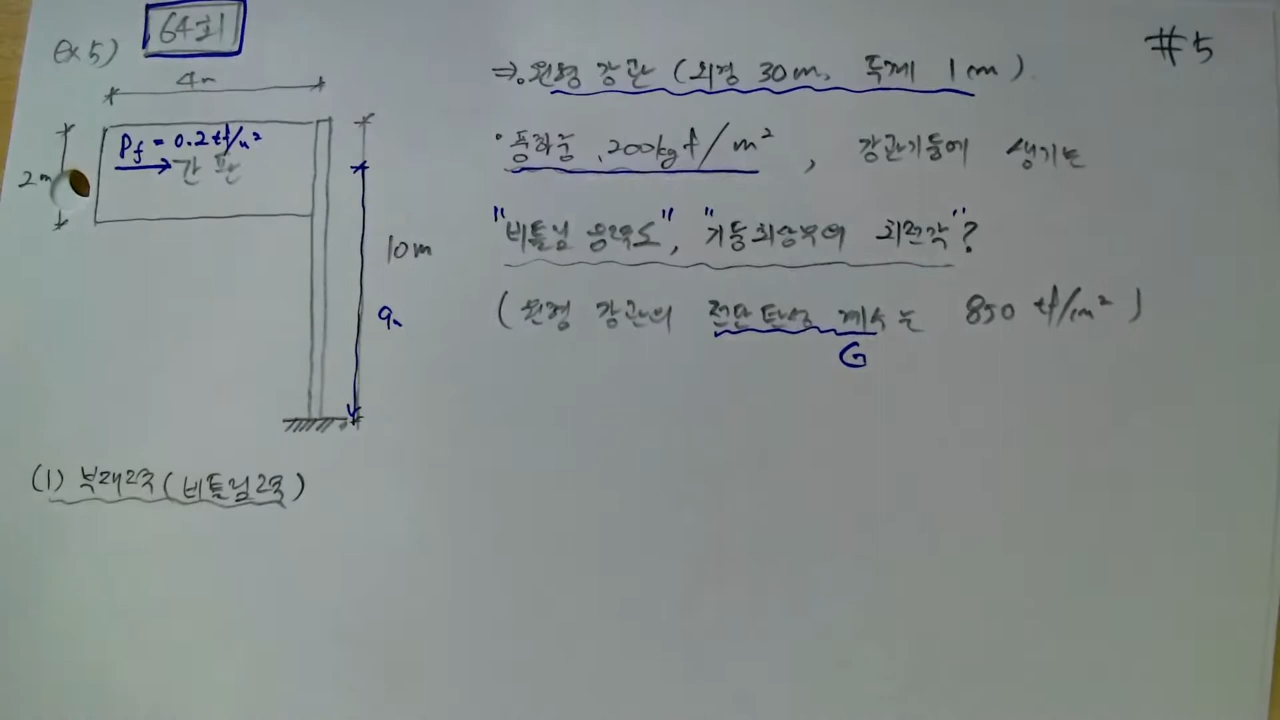 Ex 5) 64회
#5
4m
⇒ 원형 강관 (외경 30cm, 두께 1cm)
Pf = 0.2tf/m²
간판
2m
· 풍하중 200kgf/m², 강관기둥에 생기는
"비틀림 응력도", "기둥최상부의 회전각"?
10m
9m
(원형 강관의 전단탄성계수는 850 tf/cm²)
G
(1) 부재력 (비틀림력)